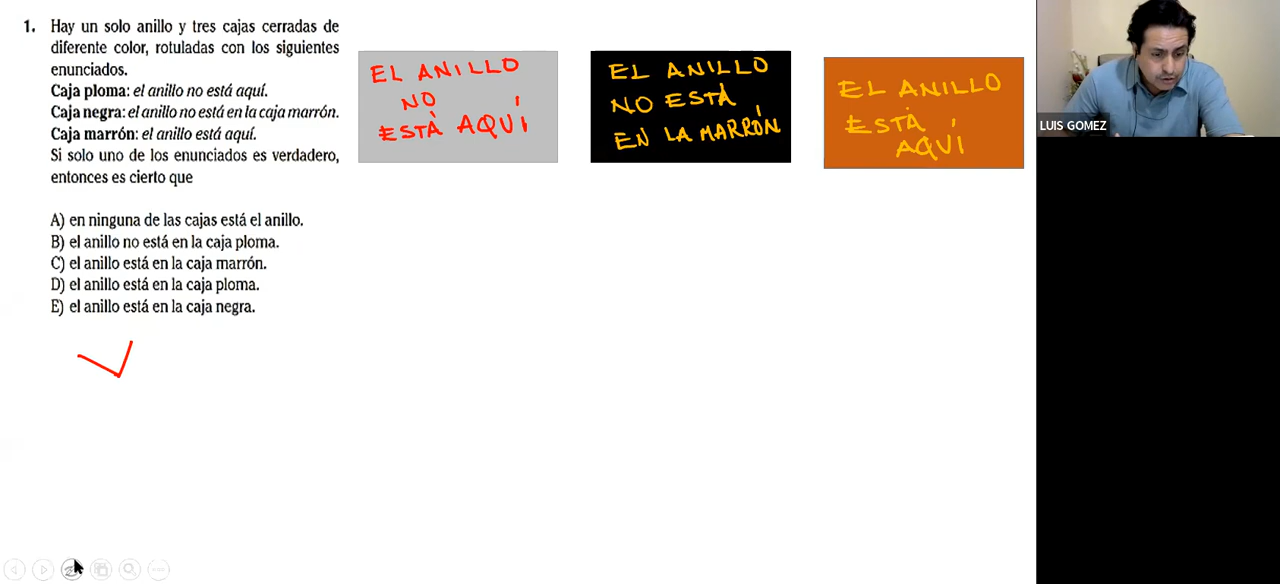 1. Hay un solo anillo y tres cajas cerradas de
diferente color, rotuladas con los siguientes
enunciados.
Caja ploma: el anillo no está aquí.
Caja negra: el anillo no está en la caja marrón.
Caja marrón: el anillo está aquí.
Si solo uno de los enunciados es verdadero,
entonces es cierto que
A) en ninguna de las cajas está el anillo.
B) el anillo no está en la caja ploma.
C) el anillo está en la caja marrón.
D) el anillo está en la caja ploma.
E) el anillo está en la caja negra.
EL ANILLO
NO
ESTÁ AQUÍ
EL ANILLO
NO ESTÁ
EN LA MARRÓN
EL ANILLO
ESTÁ
AQUÍ
LUIS GOMEZ